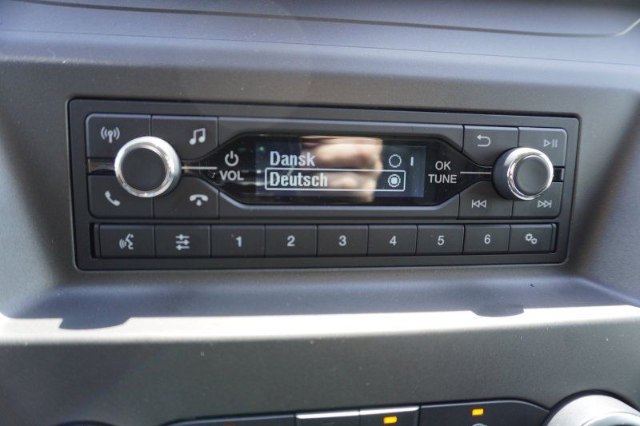 Dansk
Deutsch
VOL
OK
TUNE
1 2 3 4 5 6